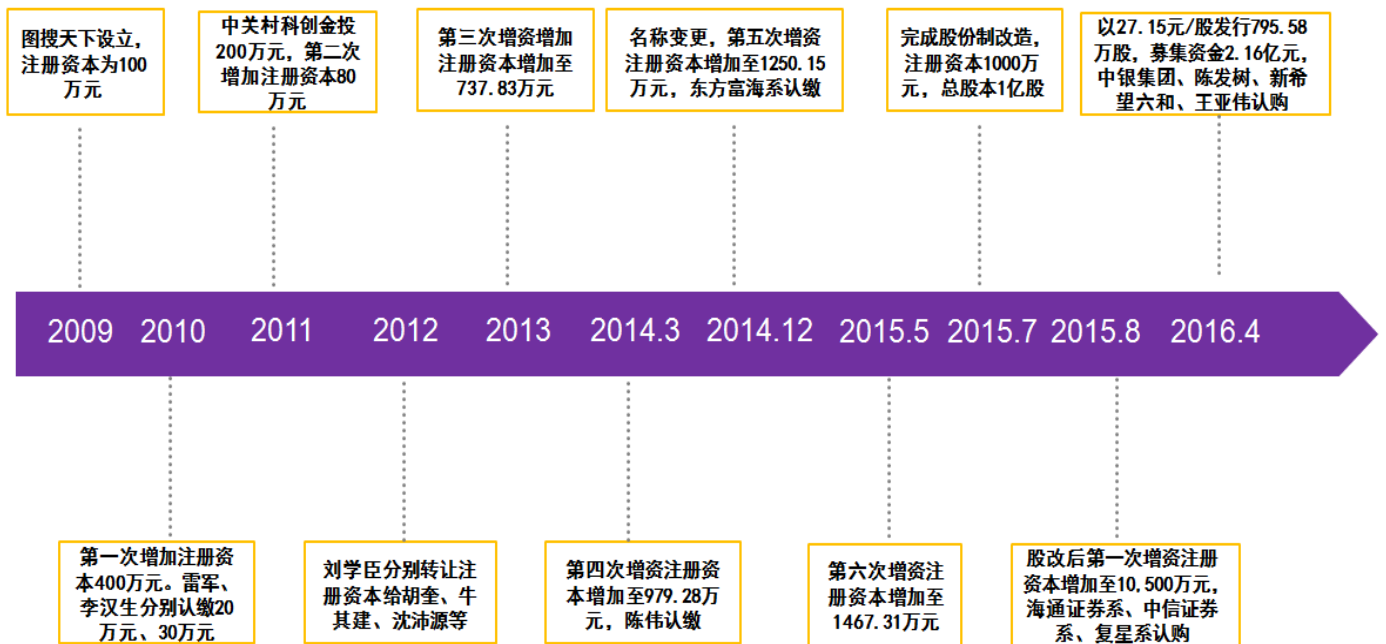 图搜天下设立，
注册资本为100
万元
中关村科创金投
200万元，第二次
增加注册资本80
万元
第三次增资增加
注册资本增加至
737.83万元
名称变更，第五次增资
注册资本增加至1250.15
万元，东方富海系认缴
完成股份制改造，
注册资本1000万
元，总股本1亿股
以27.15元/股发行795.58
万股，募集资金2.16亿元，
中银集团、陈发树、新希
望六和、王亚伟认购
2009 2010 2011 2012 2013 2014.3 2014.12 2015.5 2015.7 2015.8 2016.4
第一次增加注册资
本400万元。雷军、
李汉生分别认缴20
万元、30万元
刘学臣分别转让注
册资本给胡奎、牛
其建、沈沛源等
第四次增资注册资
本增加至979.28万
元，陈伟认缴
第六次增资注
册资本增加至
1467.31万元
股改后第一次增资注册
资本增加至10,500万元，
海通证券系、中信证券
系、复星系认购